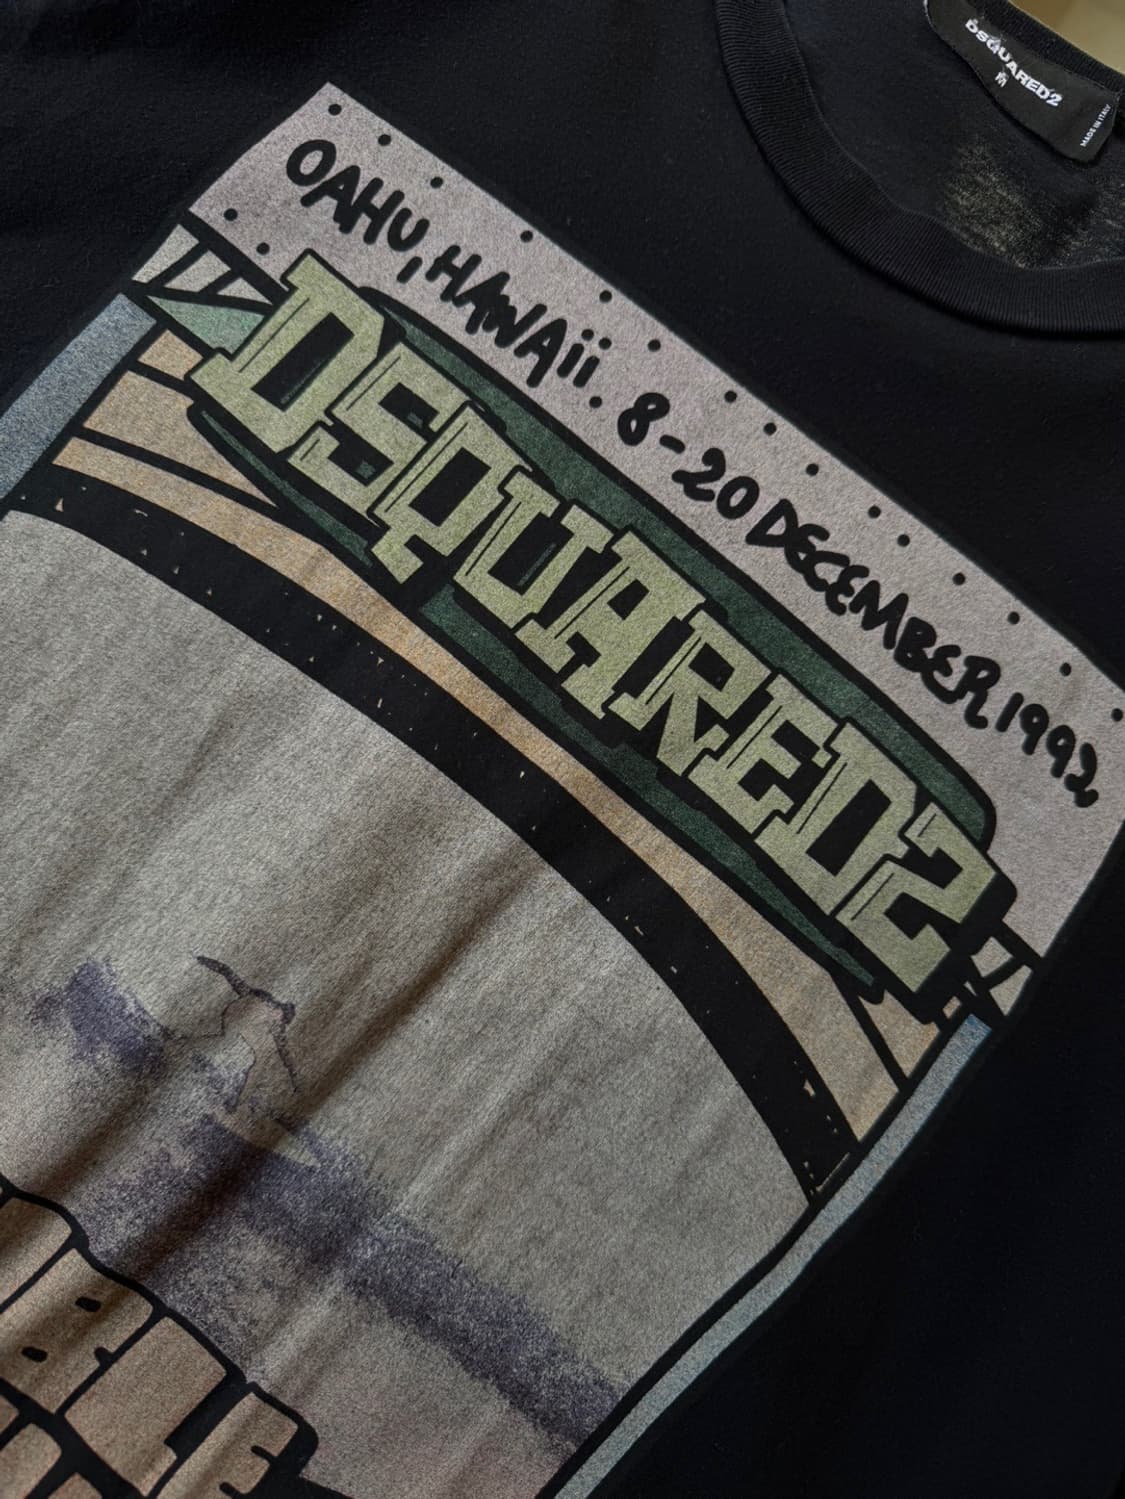 DSQUARED2
M
MADE IN ITALY
OAHU, HAWAii. 8-20 DECEMBER 1992
DSQUARED2